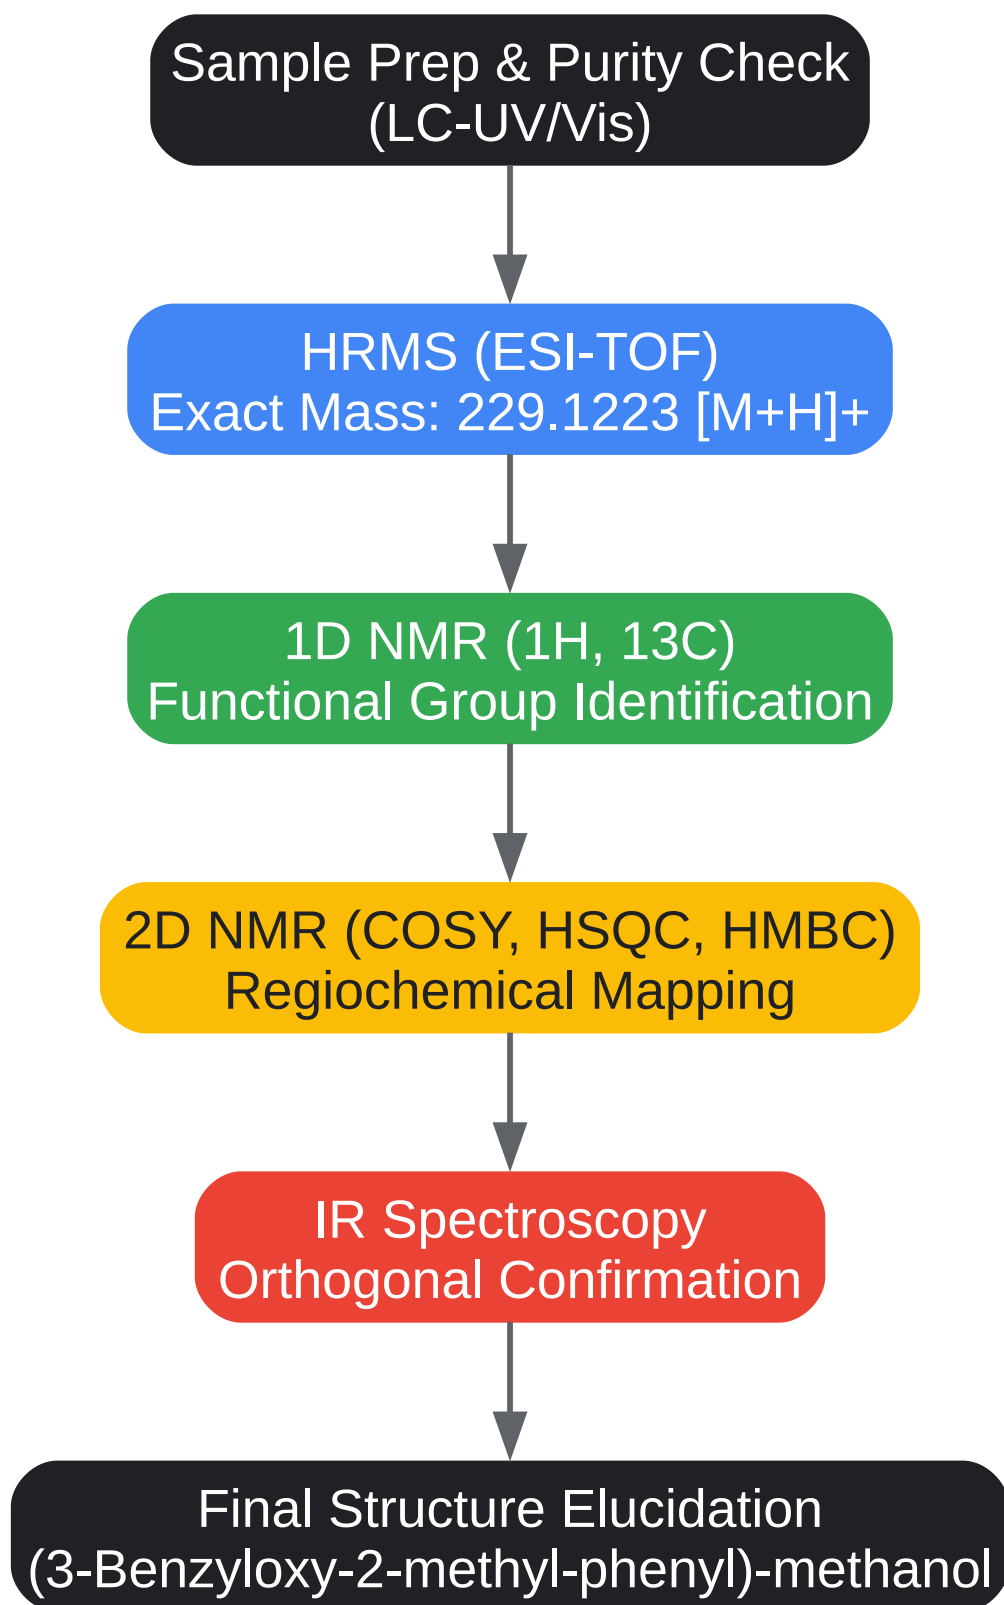 Sample Prep & Purity Check
(LC-UV/Vis)
HRMS (ESI-TOF)
Exact Mass: 229.1223 [M+H]+
1D NMR (1H, 13C)
Functional Group Identification
2D NMR (COSY, HSQC, HMBC)
Regiochemical Mapping
IR Spectroscopy
Orthogonal Confirmation
Final Structure Elucidation
(3-Benzyloxy-2-methyl-phenyl)-methanol